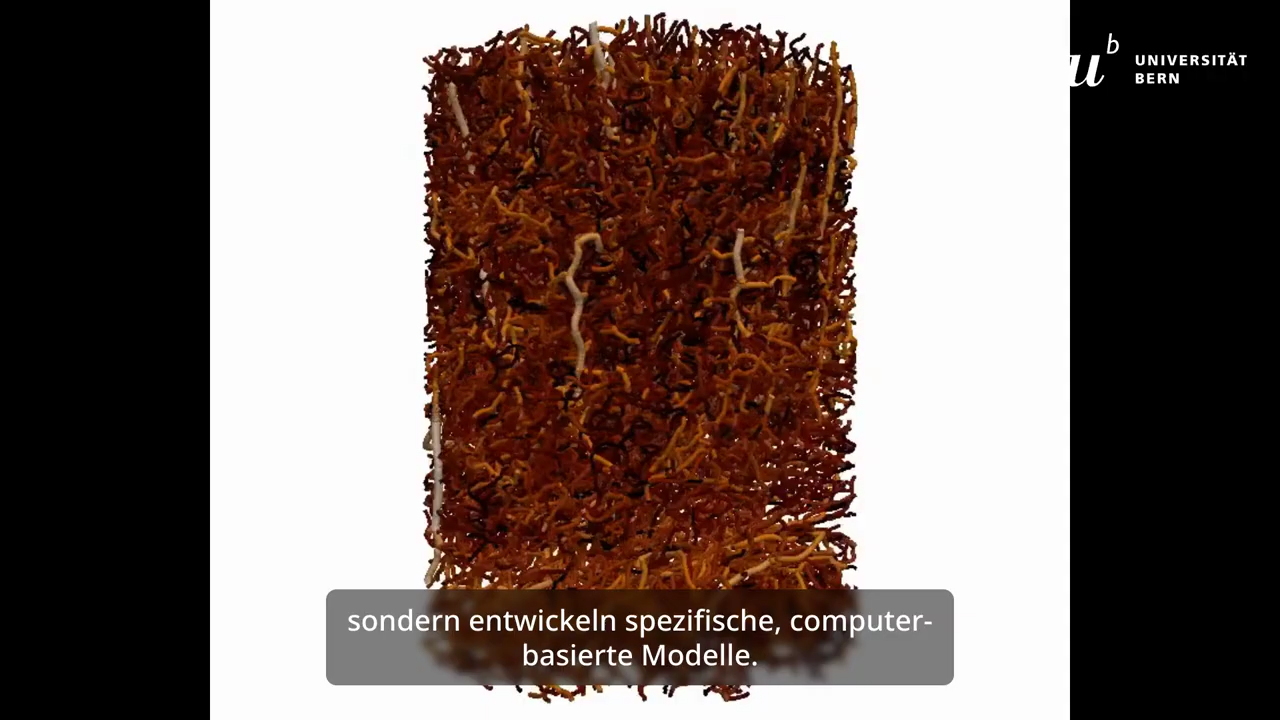 u b
UNIVERSITÄT
BERN
sondern entwickeln spezifische, computer-
basierte Modelle.